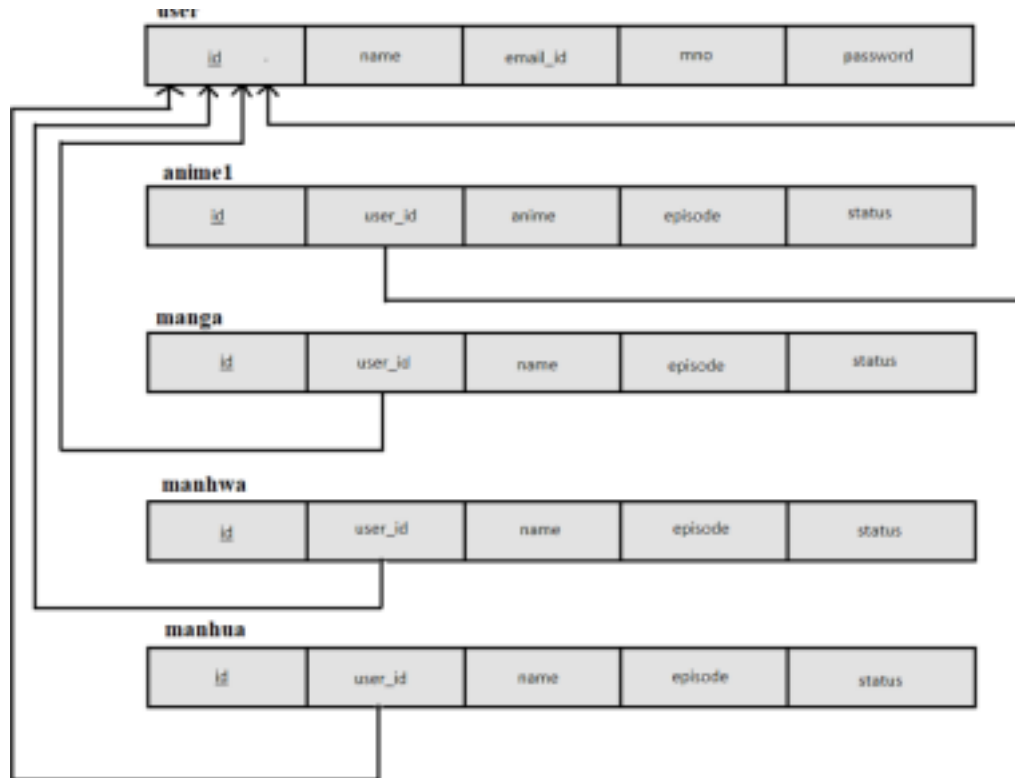 user
id name email_id mno password
anime1
id user_id anime episode status
manga
id user_id name episode status
manhwa
id user_id name episode status
manhua
id user_id name episode status